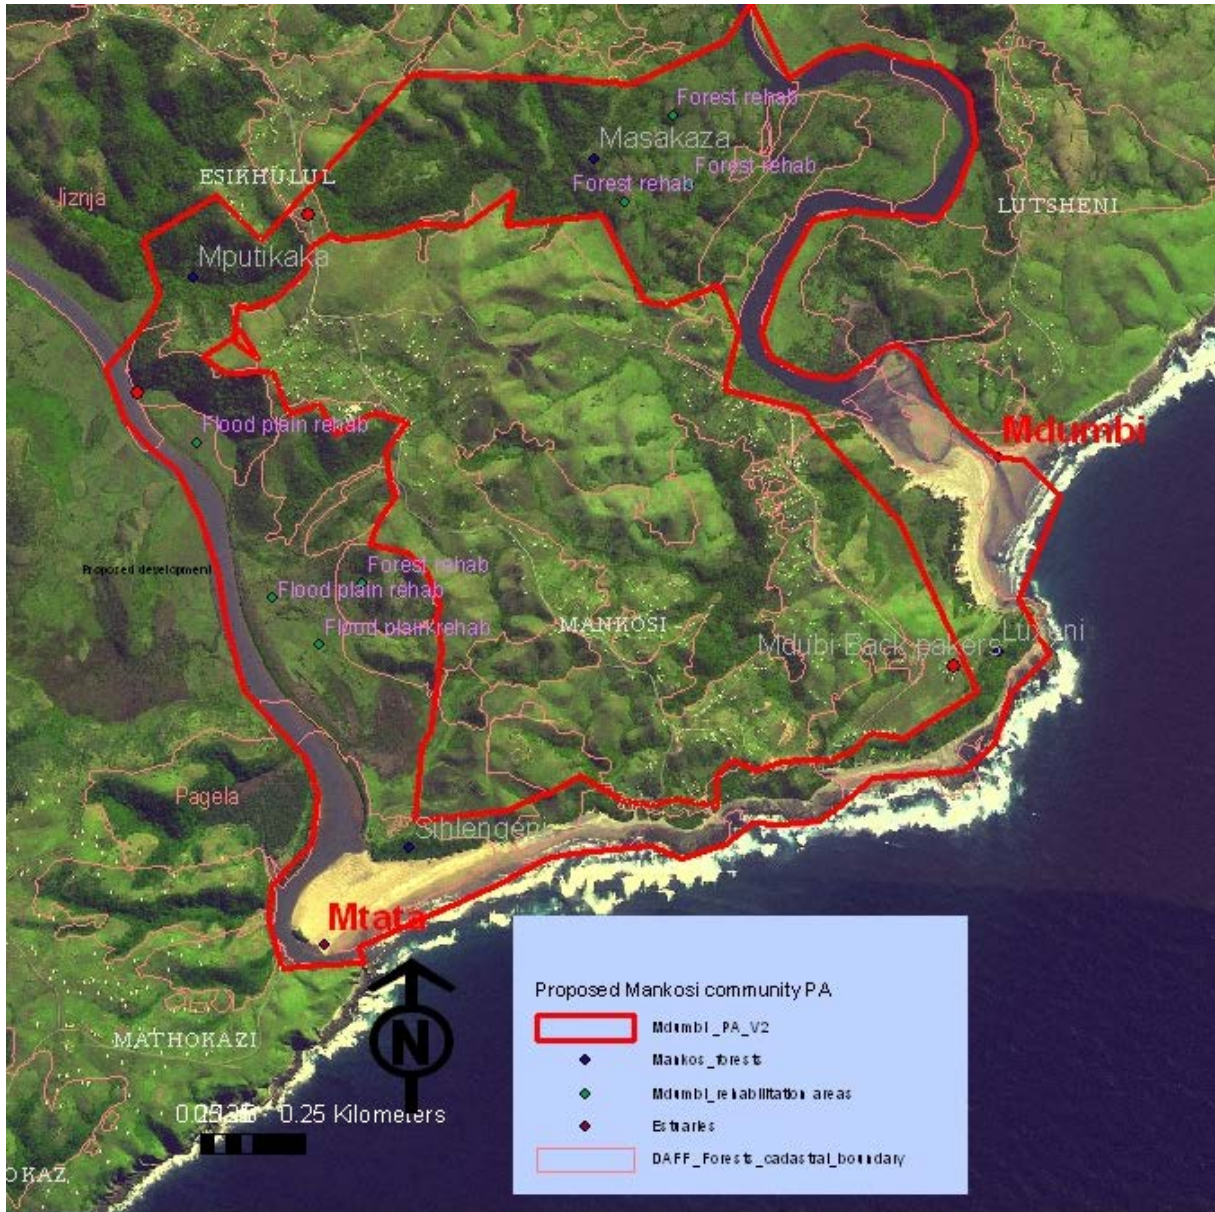 Forest rehab
Masakaza
Forest rehab
ESIKHULUL
Forest rehab
Jiznja
LUTSHENI
Mputikaka
Flood plain rehab
Mdumbi
Proposed development
Forest rehab
Flood plain rehab
Flood plain rehab
MANKOSI
Mdubi Back pakers
Pagela
Sihlengeni
Mtata
N
MATHOKAZI
0.25 Kilometers
OKAZ
Proposed Mankosi community PA
Mdumbi_PA_V2
Mankos_forests
Mdumbi_rehabilitation areas
Estuaries
DAFF_Forests_cadastral_boundary